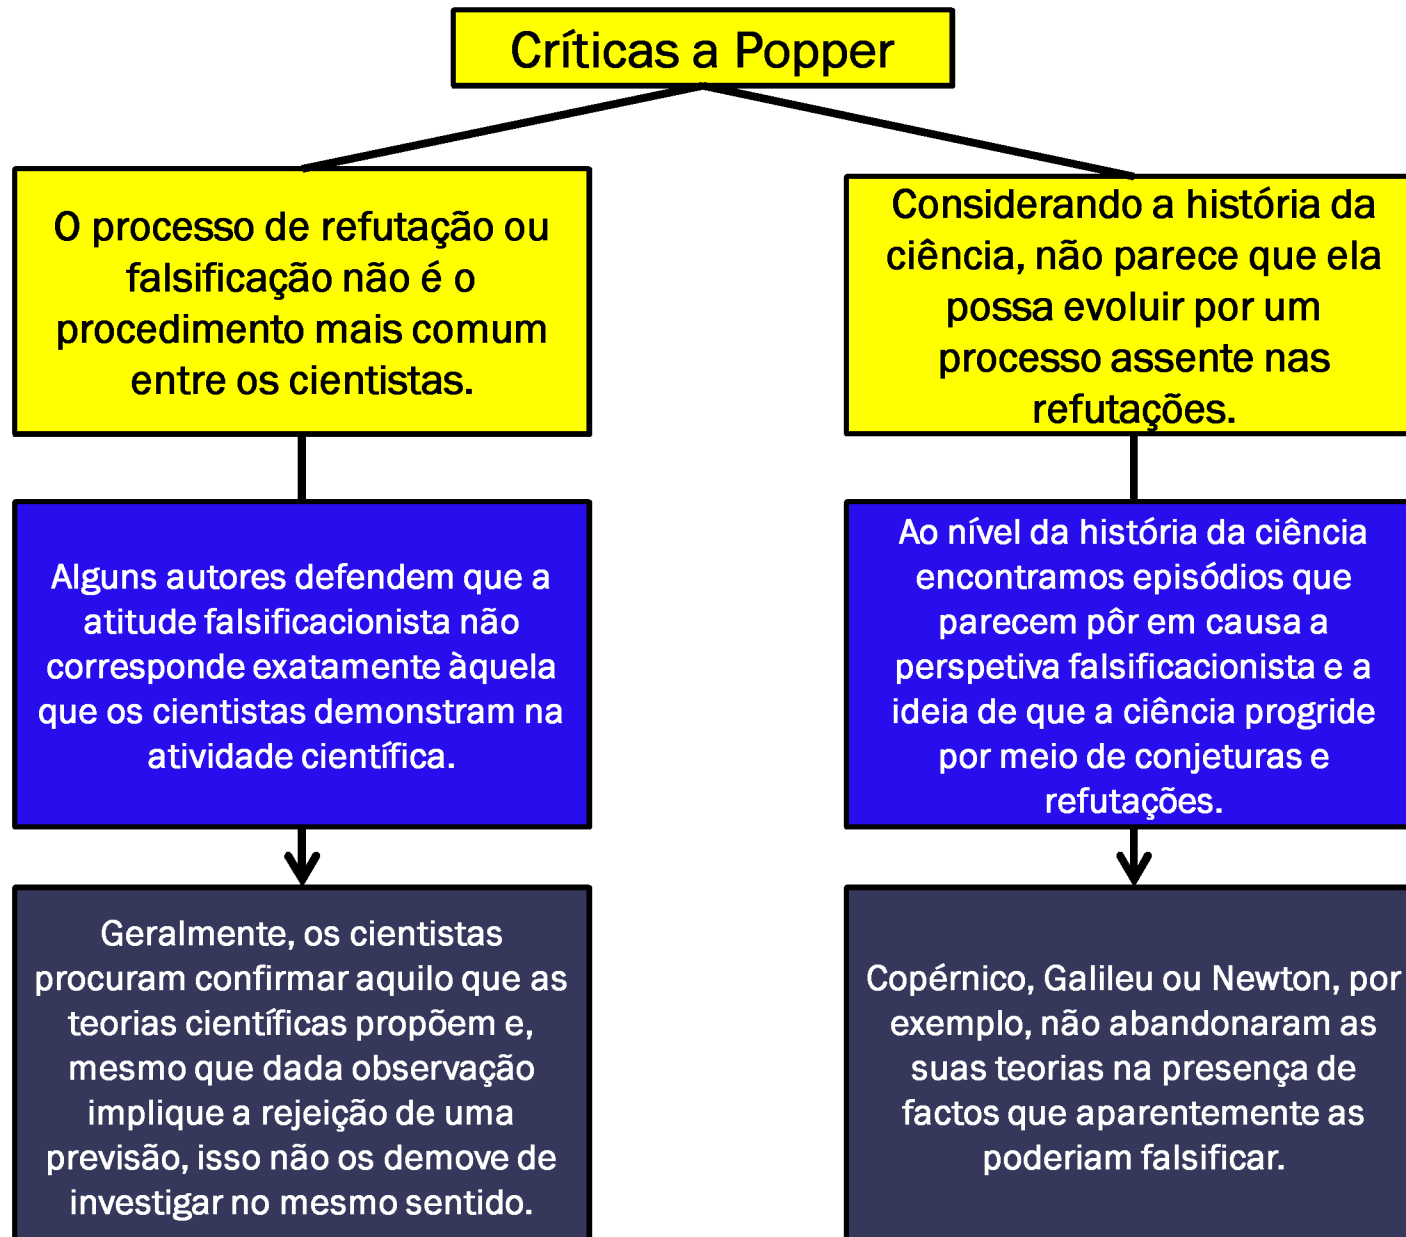 Críticas a Popper
O processo de refutação ou
falsificação não é o
procedimento mais comum
entre os cientistas.
Alguns autores defendem que a
atitude falsificacionista não
corresponde exatamente àquela
que os cientistas demonstram na
atividade científica.
Geralmente, os cientistas
procuram confirmar aquilo que as
teorias científicas propõem e,
mesmo que dada observação
implique a rejeição de uma
previsão, isso não os demove de
investigar no mesmo sentido.
Considerando a história da
ciência, não parece que ela
possa evoluir por um
processo assente nas
refutações.
Ao nível da história da ciência
encontramos episódios que
parecem pôr em causa a
perspetiva falsificacionista e a
ideia de que a ciência progride
por meio de conjeturas e
refutações.
Copérnico, Galileu ou Newton, por
exemplo, não abandonaram as
suas teorias na presença de
factos que aparentemente as
poderiam falsificar.